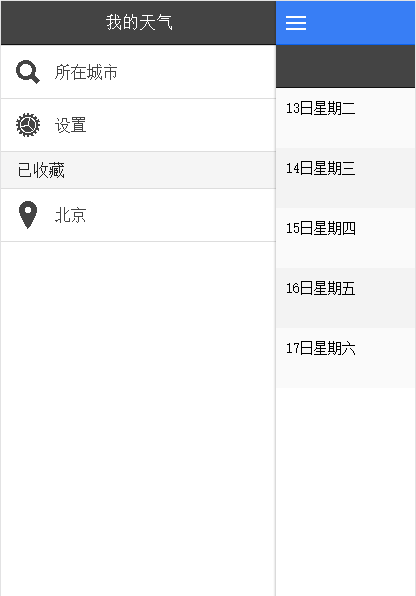 我的天气
所在城市
设置
已收藏
北京
13日星期二
14日星期三
15日星期四
16日星期五
17日星期六